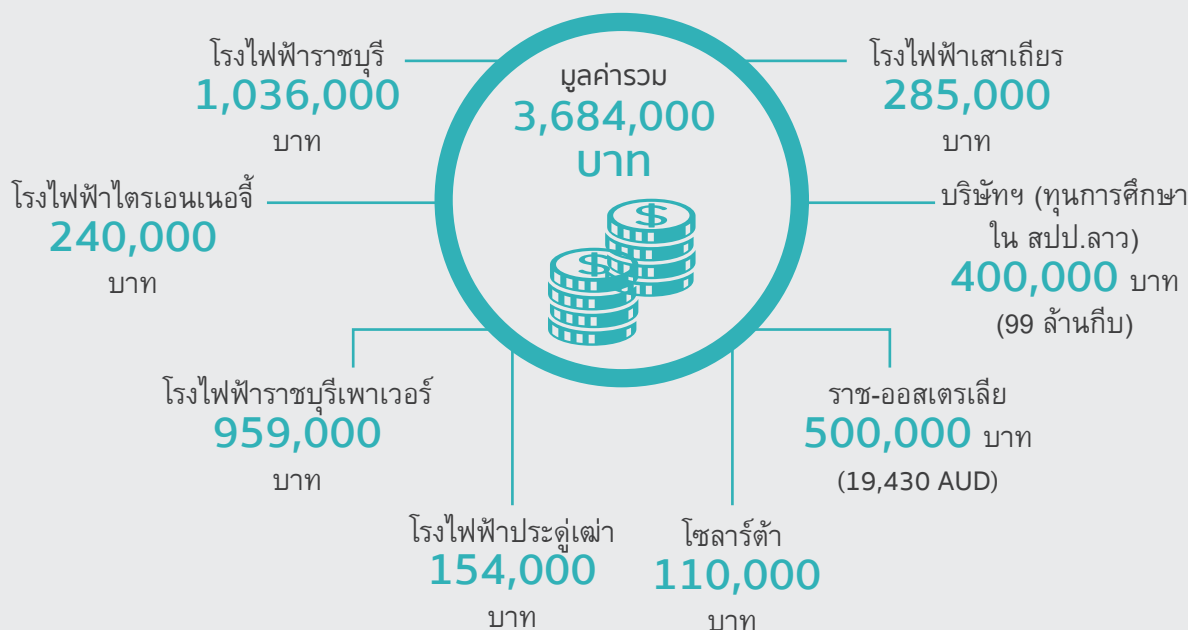 มูลค่ารวม
3,684,000
บาท
โรงไฟฟ้าราชบุรี
1,036,000
บาท
โรงไฟฟ้าไตรเอนเนอจี้
240,000
บาท
โรงไฟฟ้าราชบุรีเพาเวอร์
959,000
บาท
โรงไฟฟ้าประดู่เฒ่า
154,000
บาท
โซลาร์ต้า
110,000
บาท
ราช-ออสเตรเลีย
500,000 บาท
(19,430 AUD)
บริษัทฯ (ทุนการศึกษา
ใน สปป.ลาว)
400,000 บาท
(99 ล้านกีบ)
โรงไฟฟ้าเสาเถียร
285,000
บาท